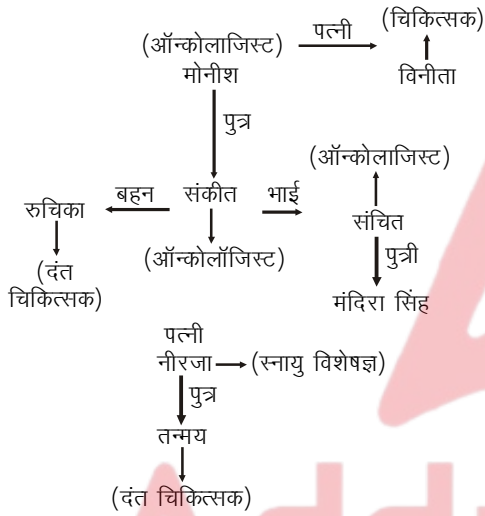 (ऑन्कोलाजिस्ट) पत्नी (चिकित्सक)
मोनीश विनीता
पुत्र
(ऑन्कोलाजिस्ट)
रुचिका बहन संकीत भाई संचित
(दंत चिकित्सक)
(ऑन्कोलॉजिस्ट)
पुत्री
मंदिरा सिंह
पत्नी
नीरजा (स्नायु विशेषज्ञ)
पुत्र
तन्मय
(दंत चिकित्सक)